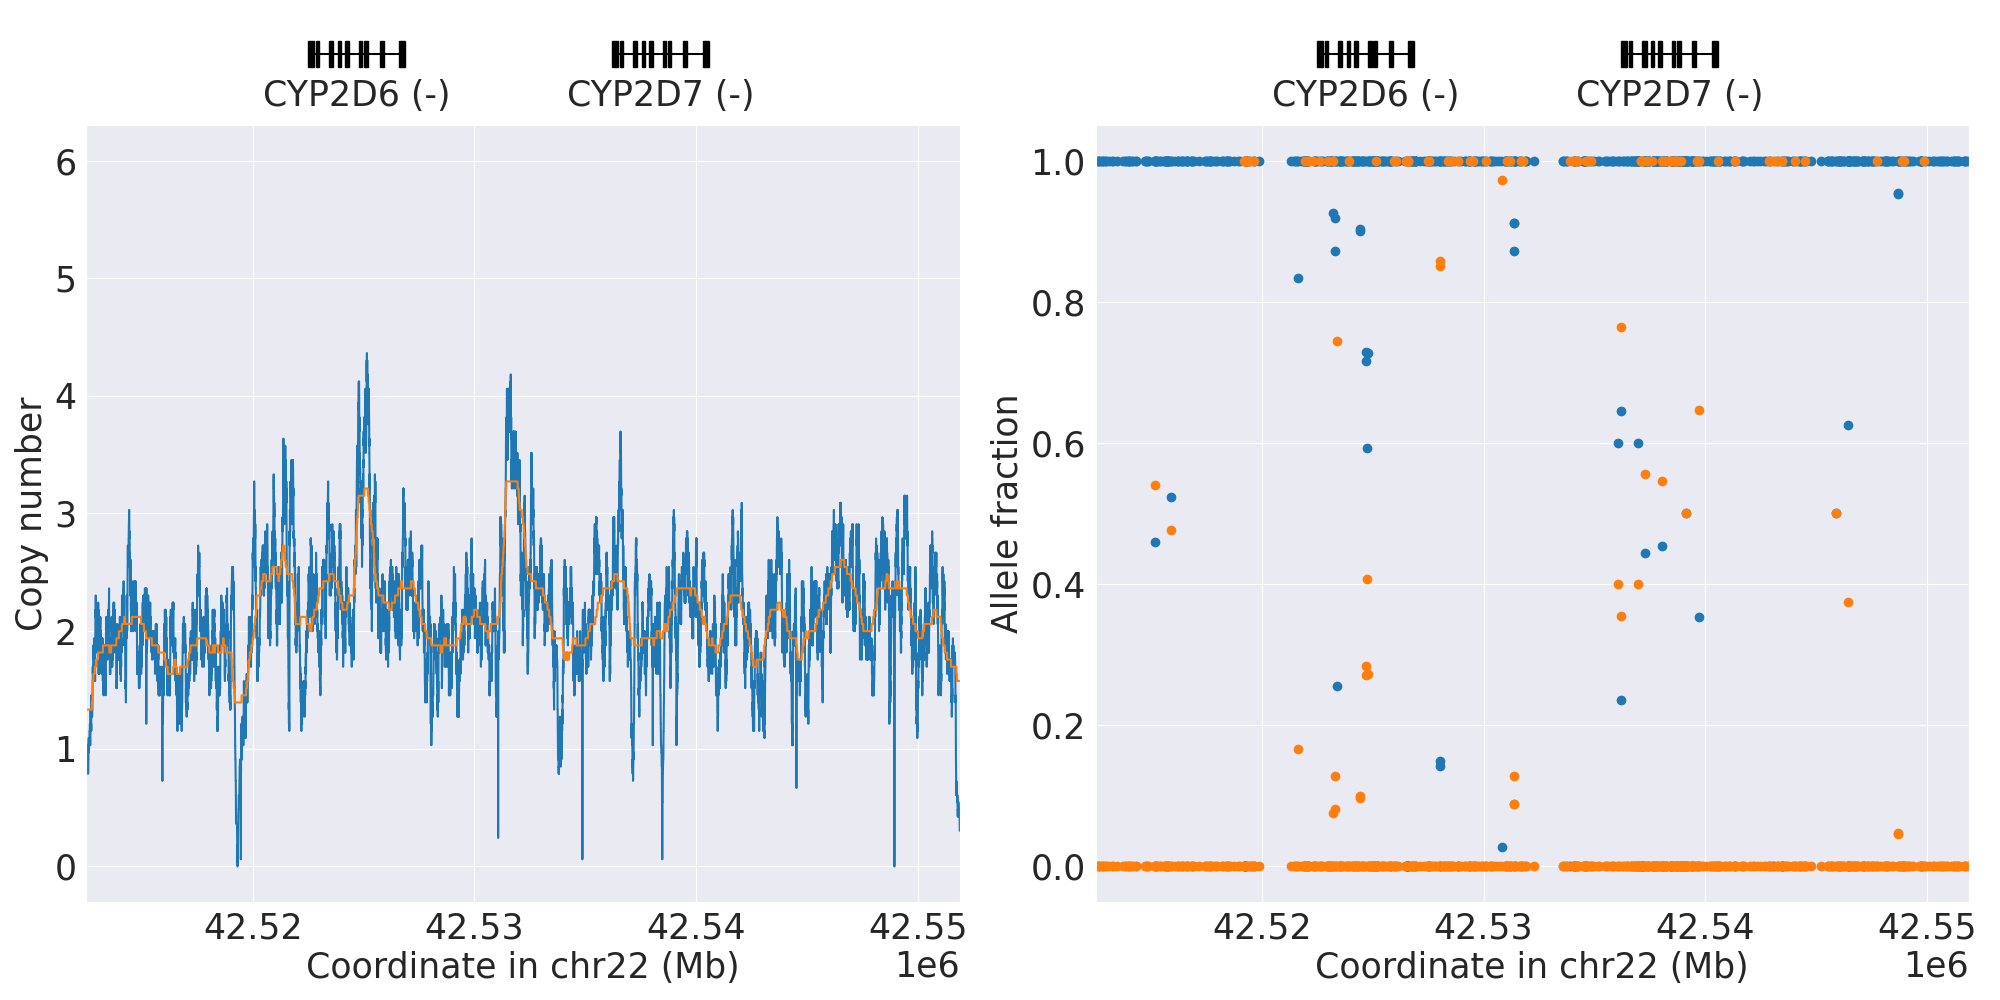 CYP2D6 (-) CYP2D7 (-)
6
5
4
3
2
1
0
Copy number
42.52 42.53 42.54 42.55
1e6
Coordinate in chr22 (Mb)
CYP2D6 (-) CYP2D7 (-)
1.0
0.8
0.6
0.4
0.2
0.0
Allele fraction
42.52 42.53 42.54 42.55
1e6
Coordinate in chr22 (Mb)